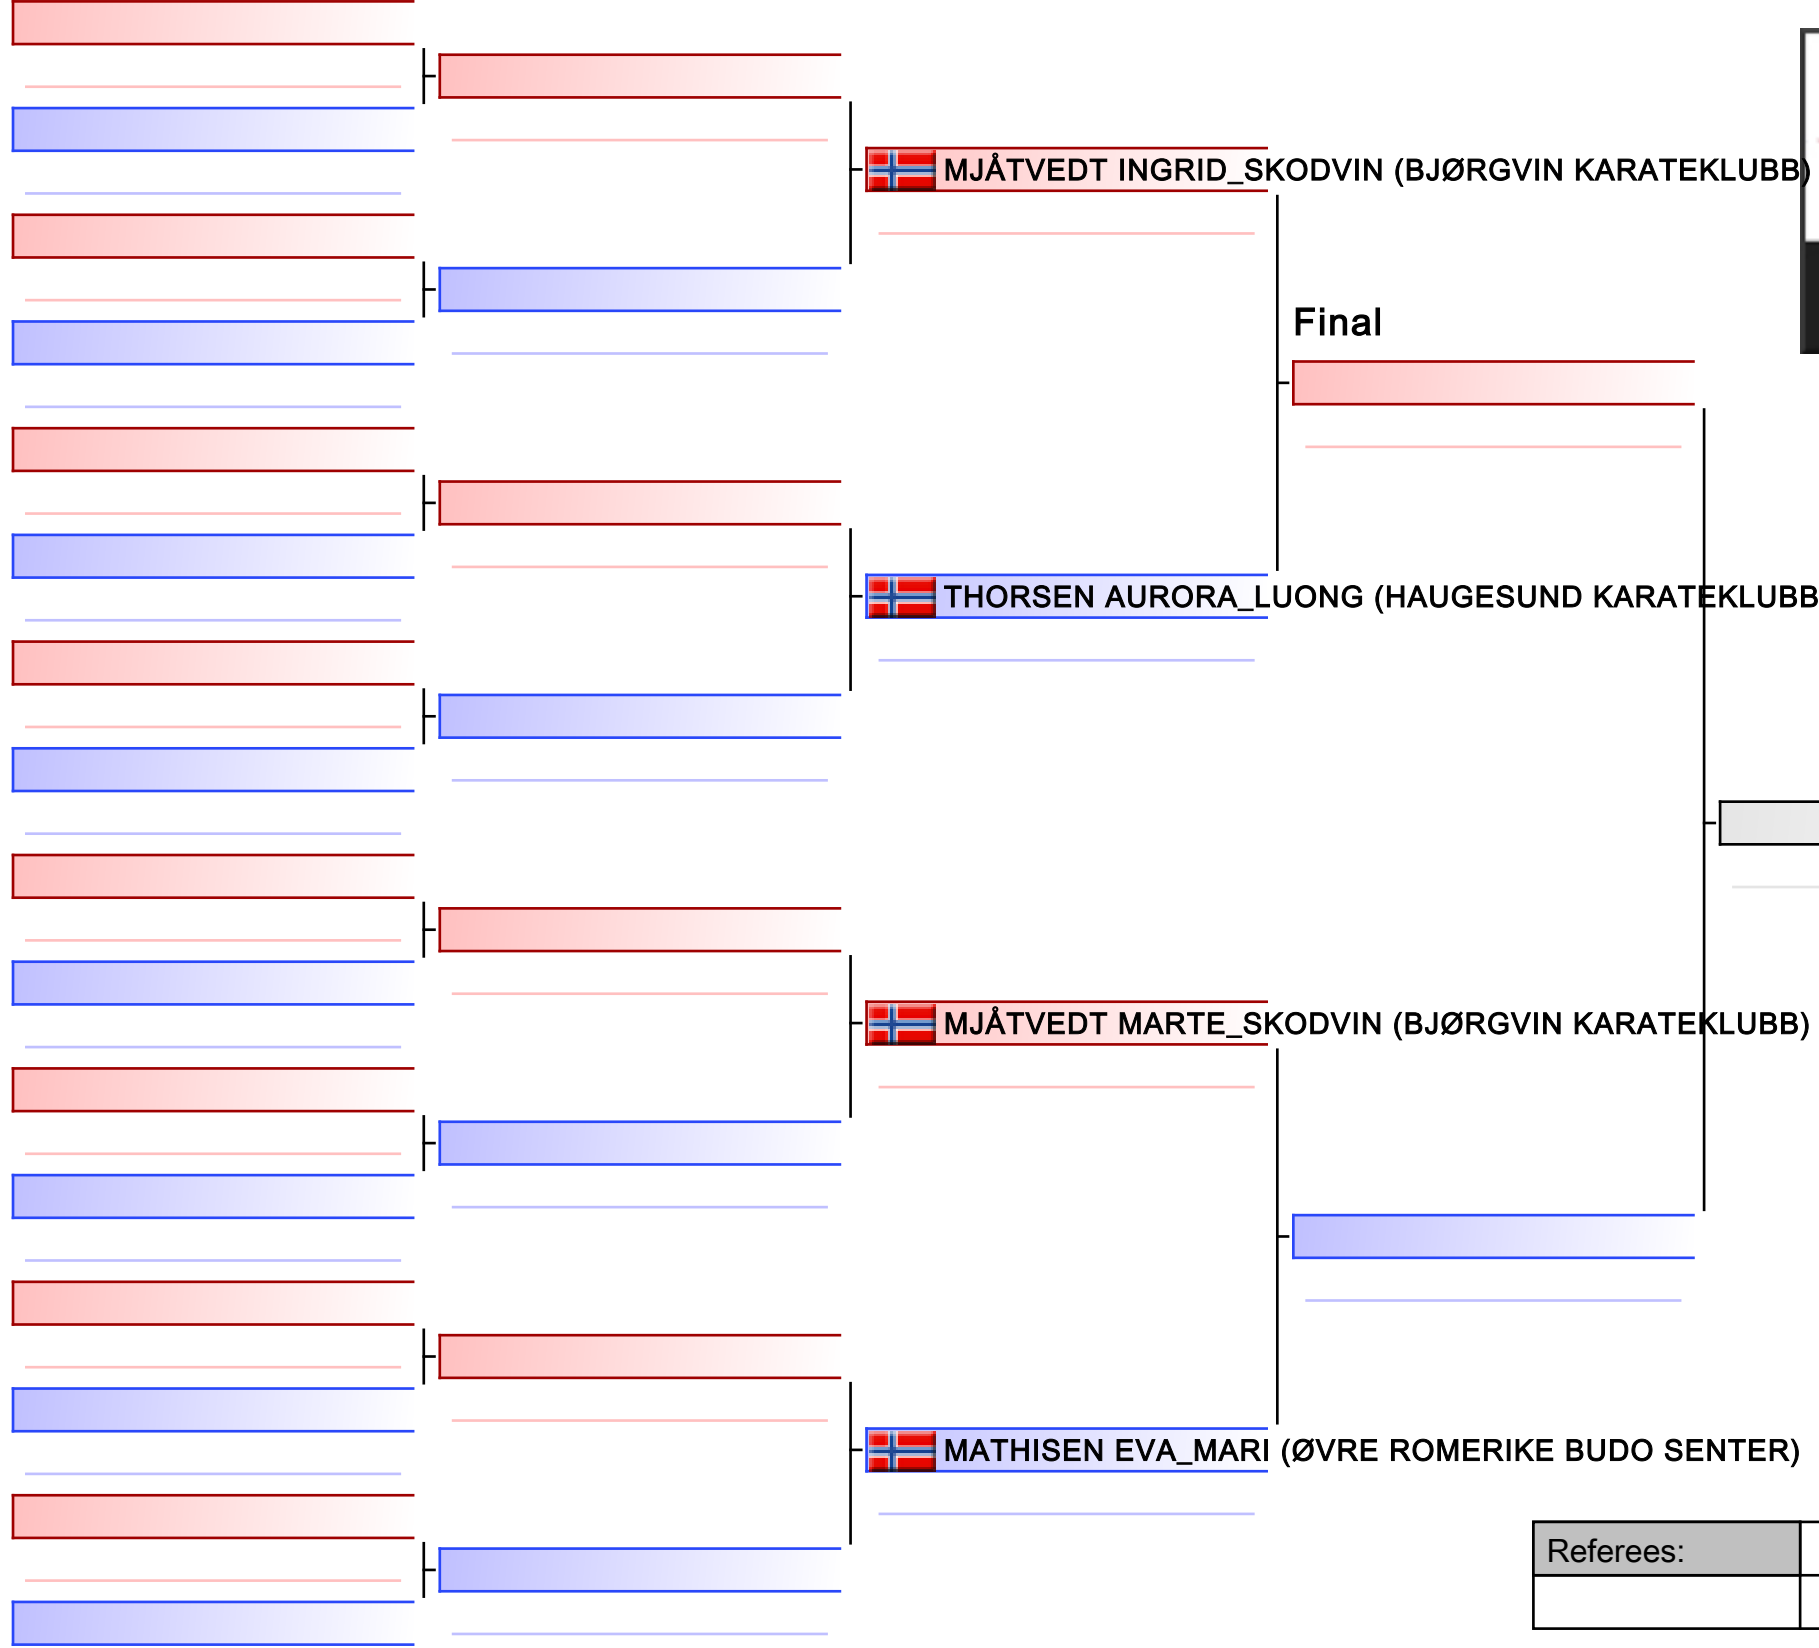 MJÅTVEDT INGRID_SKODVIN (BJØRGVIN KARATEKLUBB)
Final
THORSEN AURORA_LUONG (HAUGESUND KARATEKLUBB
MJÅTVEDT MARTE_SKODVIN (BJØRGVIN KARATEKLUBB)
MATHISEN EVA_MARI (ØVRE ROMERIKE BUDO SENTER)
Referees: